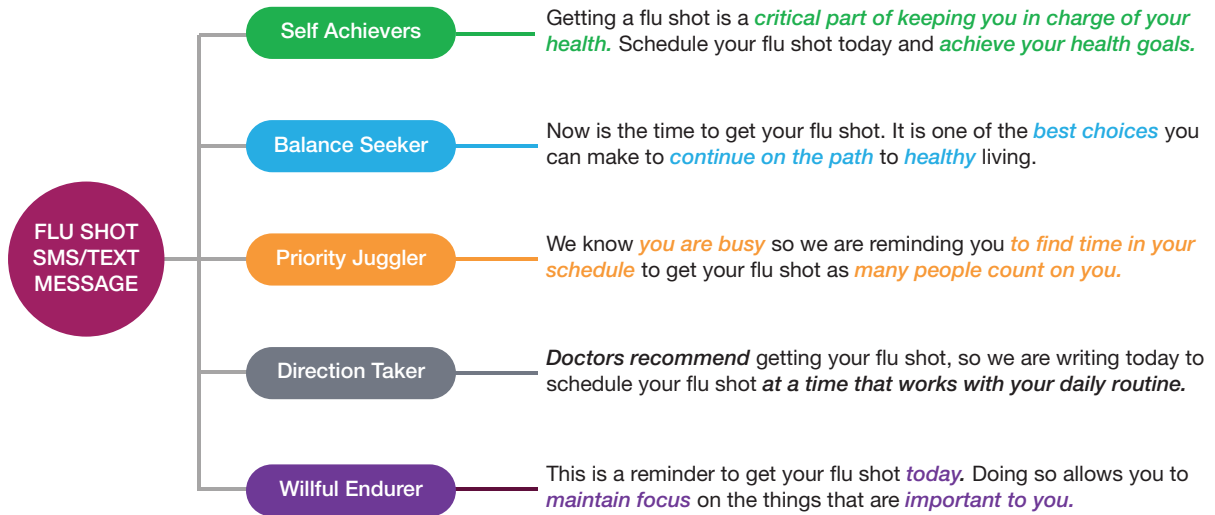 FLU SHOT
SMS/TEXT
MESSAGE
Self Achievers
Getting a flu shot is a critical part of keeping you in charge of your
health. Schedule your flu shot today and achieve your health goals.
Balance Seeker
Now is the time to get your flu shot. It is one of the best choices you
can make to continue on the path to healthy living.
Priority Juggler
We know you are busy so we are reminding you to find time in your
schedule to get your flu shot as many people count on you.
Direction Taker
Doctors recommend getting your flu shot, so we are writing today to
schedule your flu shot at a time that works with your daily routine.
Willful Endurer
This is a reminder to get your flu shot today. Doing so allows you to
maintain focus on the things that are important to you.